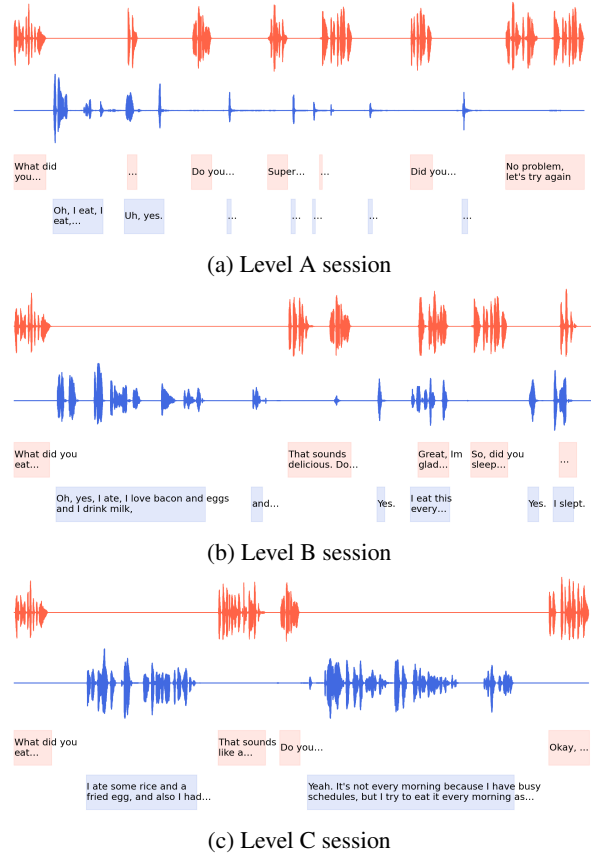 What did
you...
...
Do you...
Super...
...
Did you...
No problem,
let's try again
Oh, I eat, I
eat,...
Uh, yes.
...
...
...
...
...
(a) Level A session
What did you
eat...
That sounds
delicious. Do...
Great, Im
glad...
So, did you
sleep...
...
Oh, yes, I ate, I love bacon and eggs
and I drink milk,
and...
Yes.
I eat this
every...
Yes.
I slept.
(b) Level B session
What did you
eat...
That sounds
like a...
Do you...
Okay, ...
I ate some rice and a
fried egg, and also I had...
Yeah. It's not every morning because I have busy
schedules, but I try to eat it every morning as...
(c) Level C session